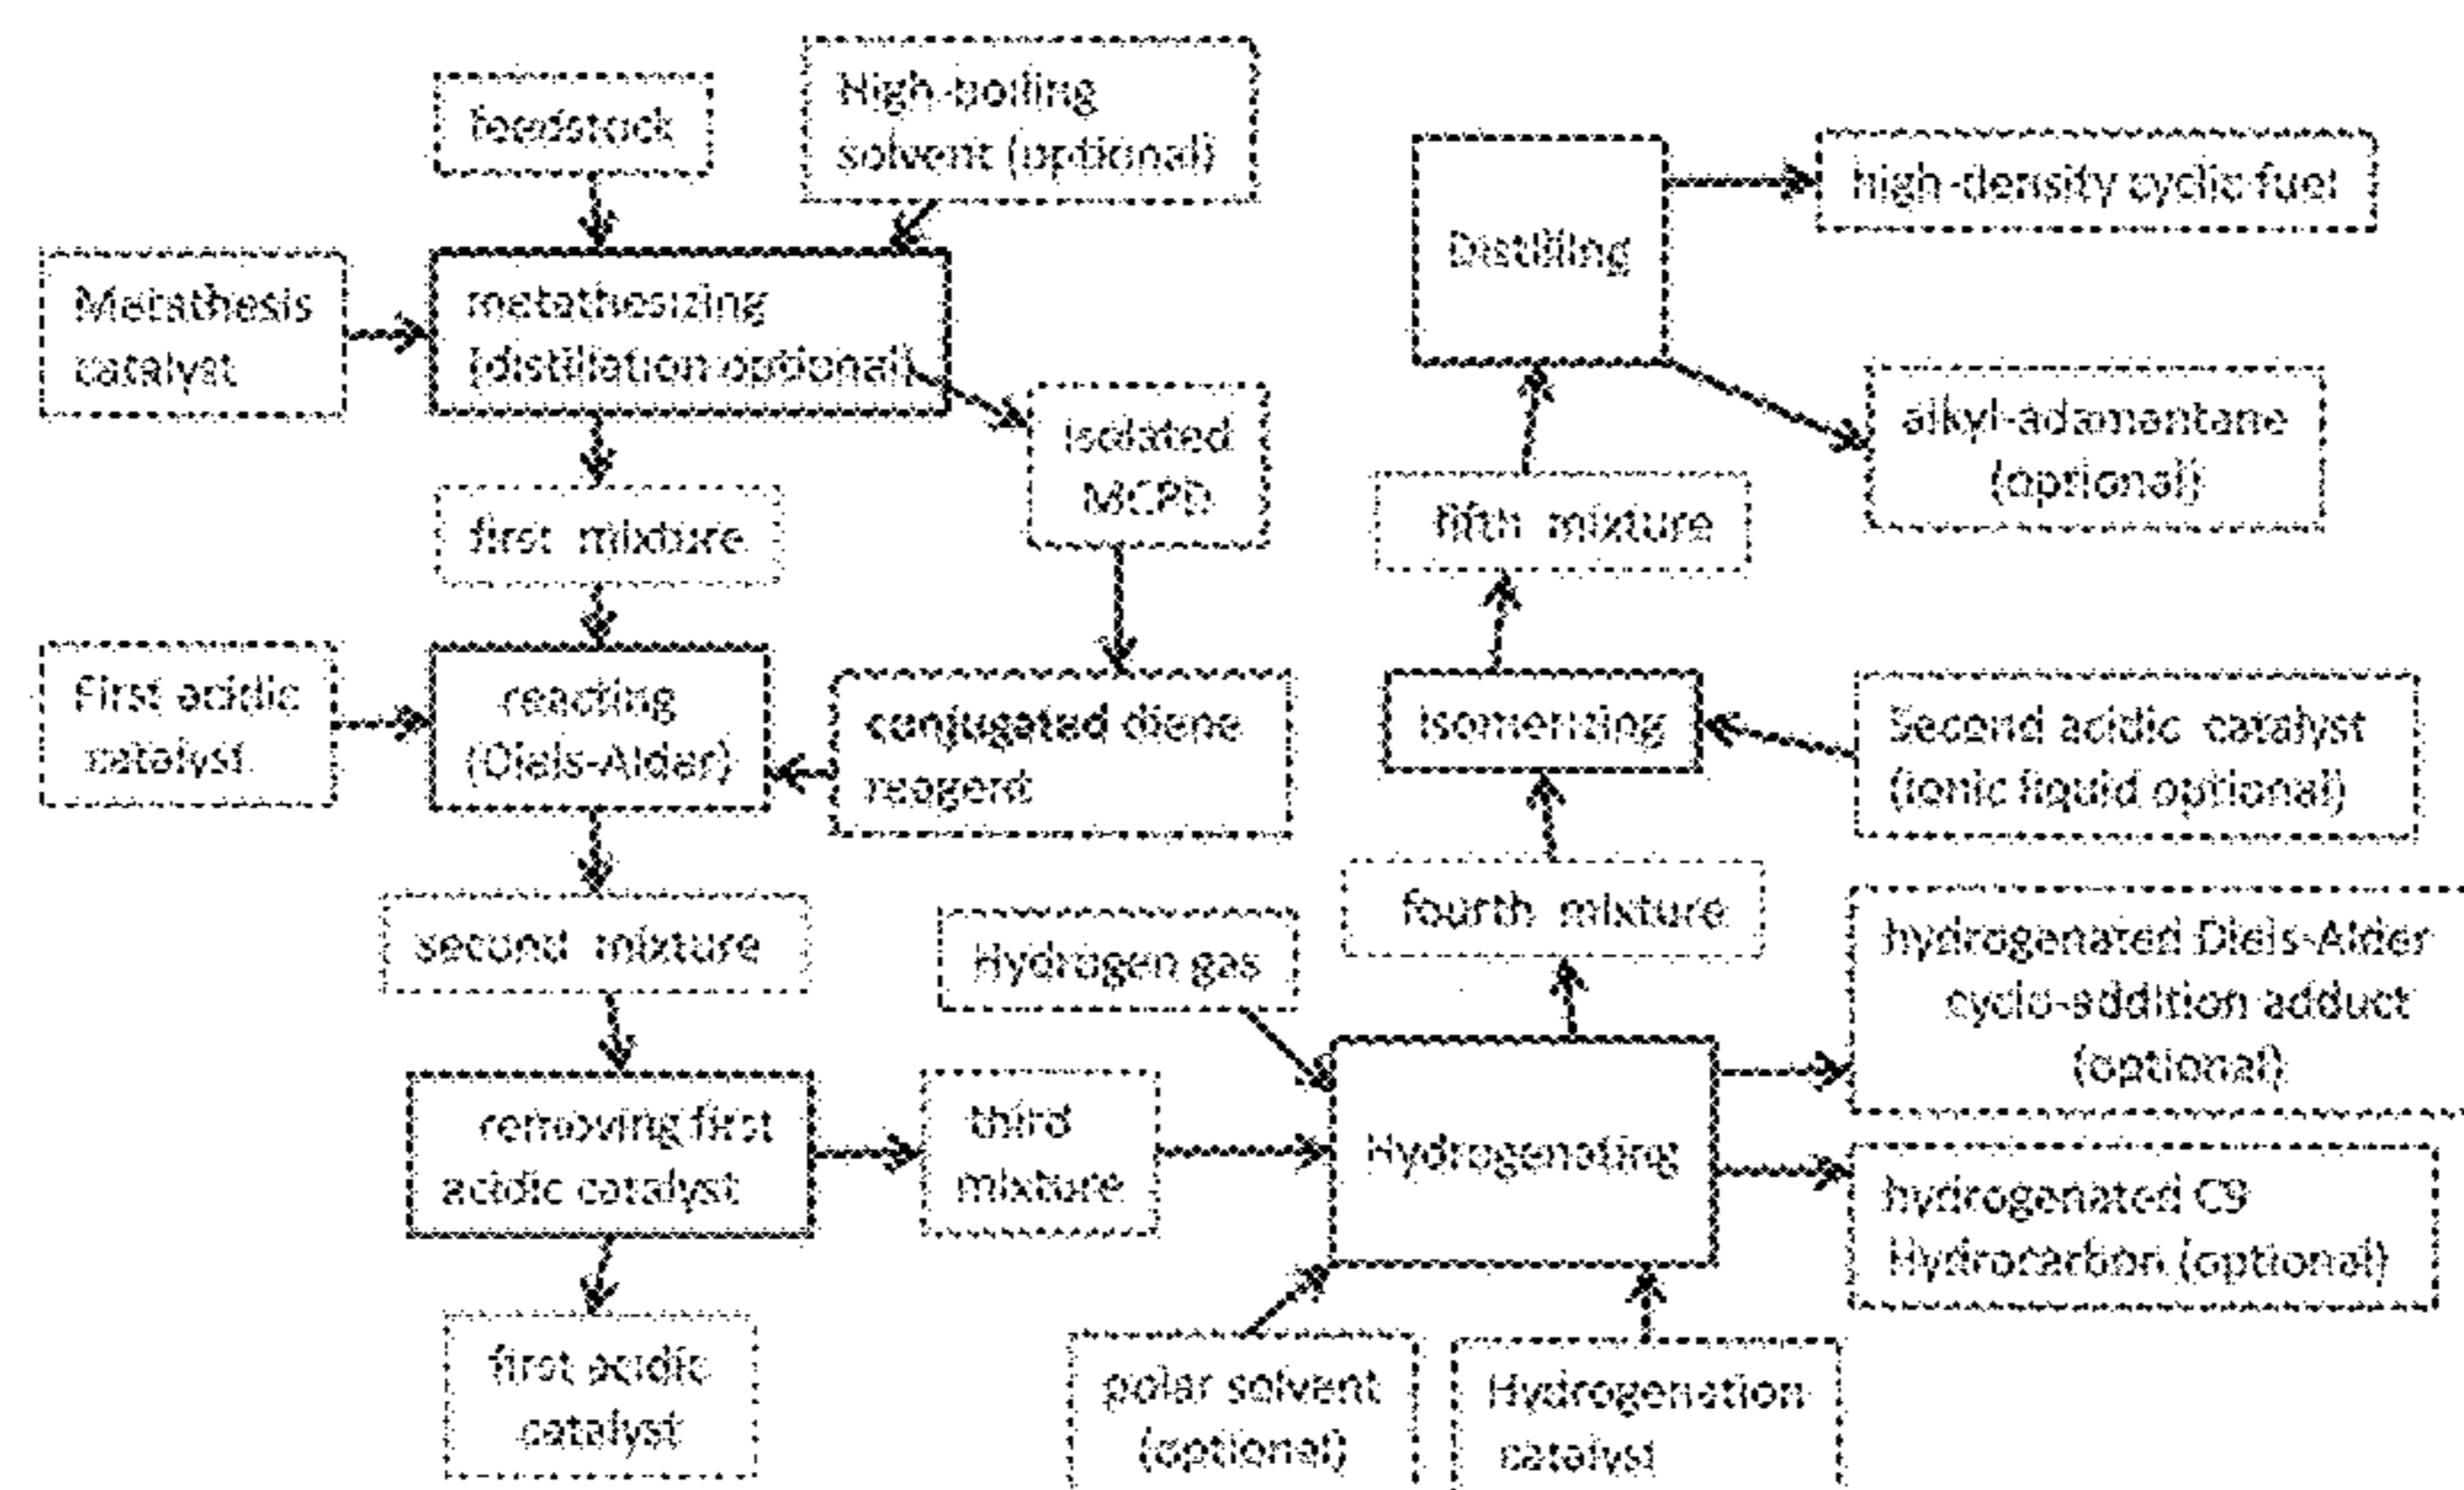 feedstock
High-boiling
solvent (optional)
Metathesis
catalyst
metathesizing
(distillation optional)
Isolated
MCPD
first mixture
First acidic
catalyst
reacting
(Diels-Alder)
conjugated diene
reagent
second mixture
removing first
acidic catalyst
first acidic
catalyst
third
mixture
Hydrogen gas
Hydrogenating
polar solvent
(optional)
Hydrogenation
catalyst
hydrogenated Diels-Alder
cyclo-addition adduct
(optional)
hydrogenated C9
Hydrocarbon (optional)
fourth mixture
Isomerizing
Second acidic catalyst
(ionic liquid optional)
fifth mixture
Distilling
high-density cyclic fuel
alkyl-adamantane
(optional)